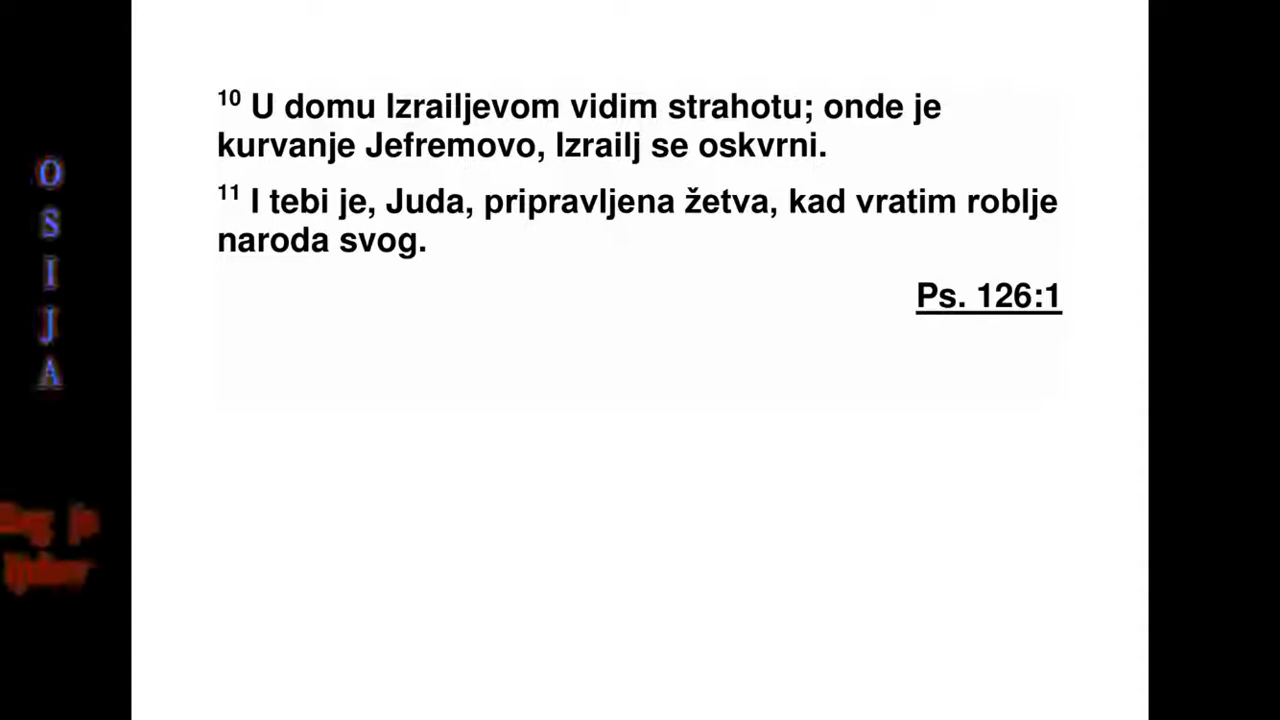 O
S
I
J
A
10 U domu Izrailjevom vidim strahotu; onde je
kurvanje Jefremovo, Izrailj se oskvrni.
11 I tebi je, Juda, pripravljena žetva, kad vratim roblje
naroda svog.
Ps. 126:1
je